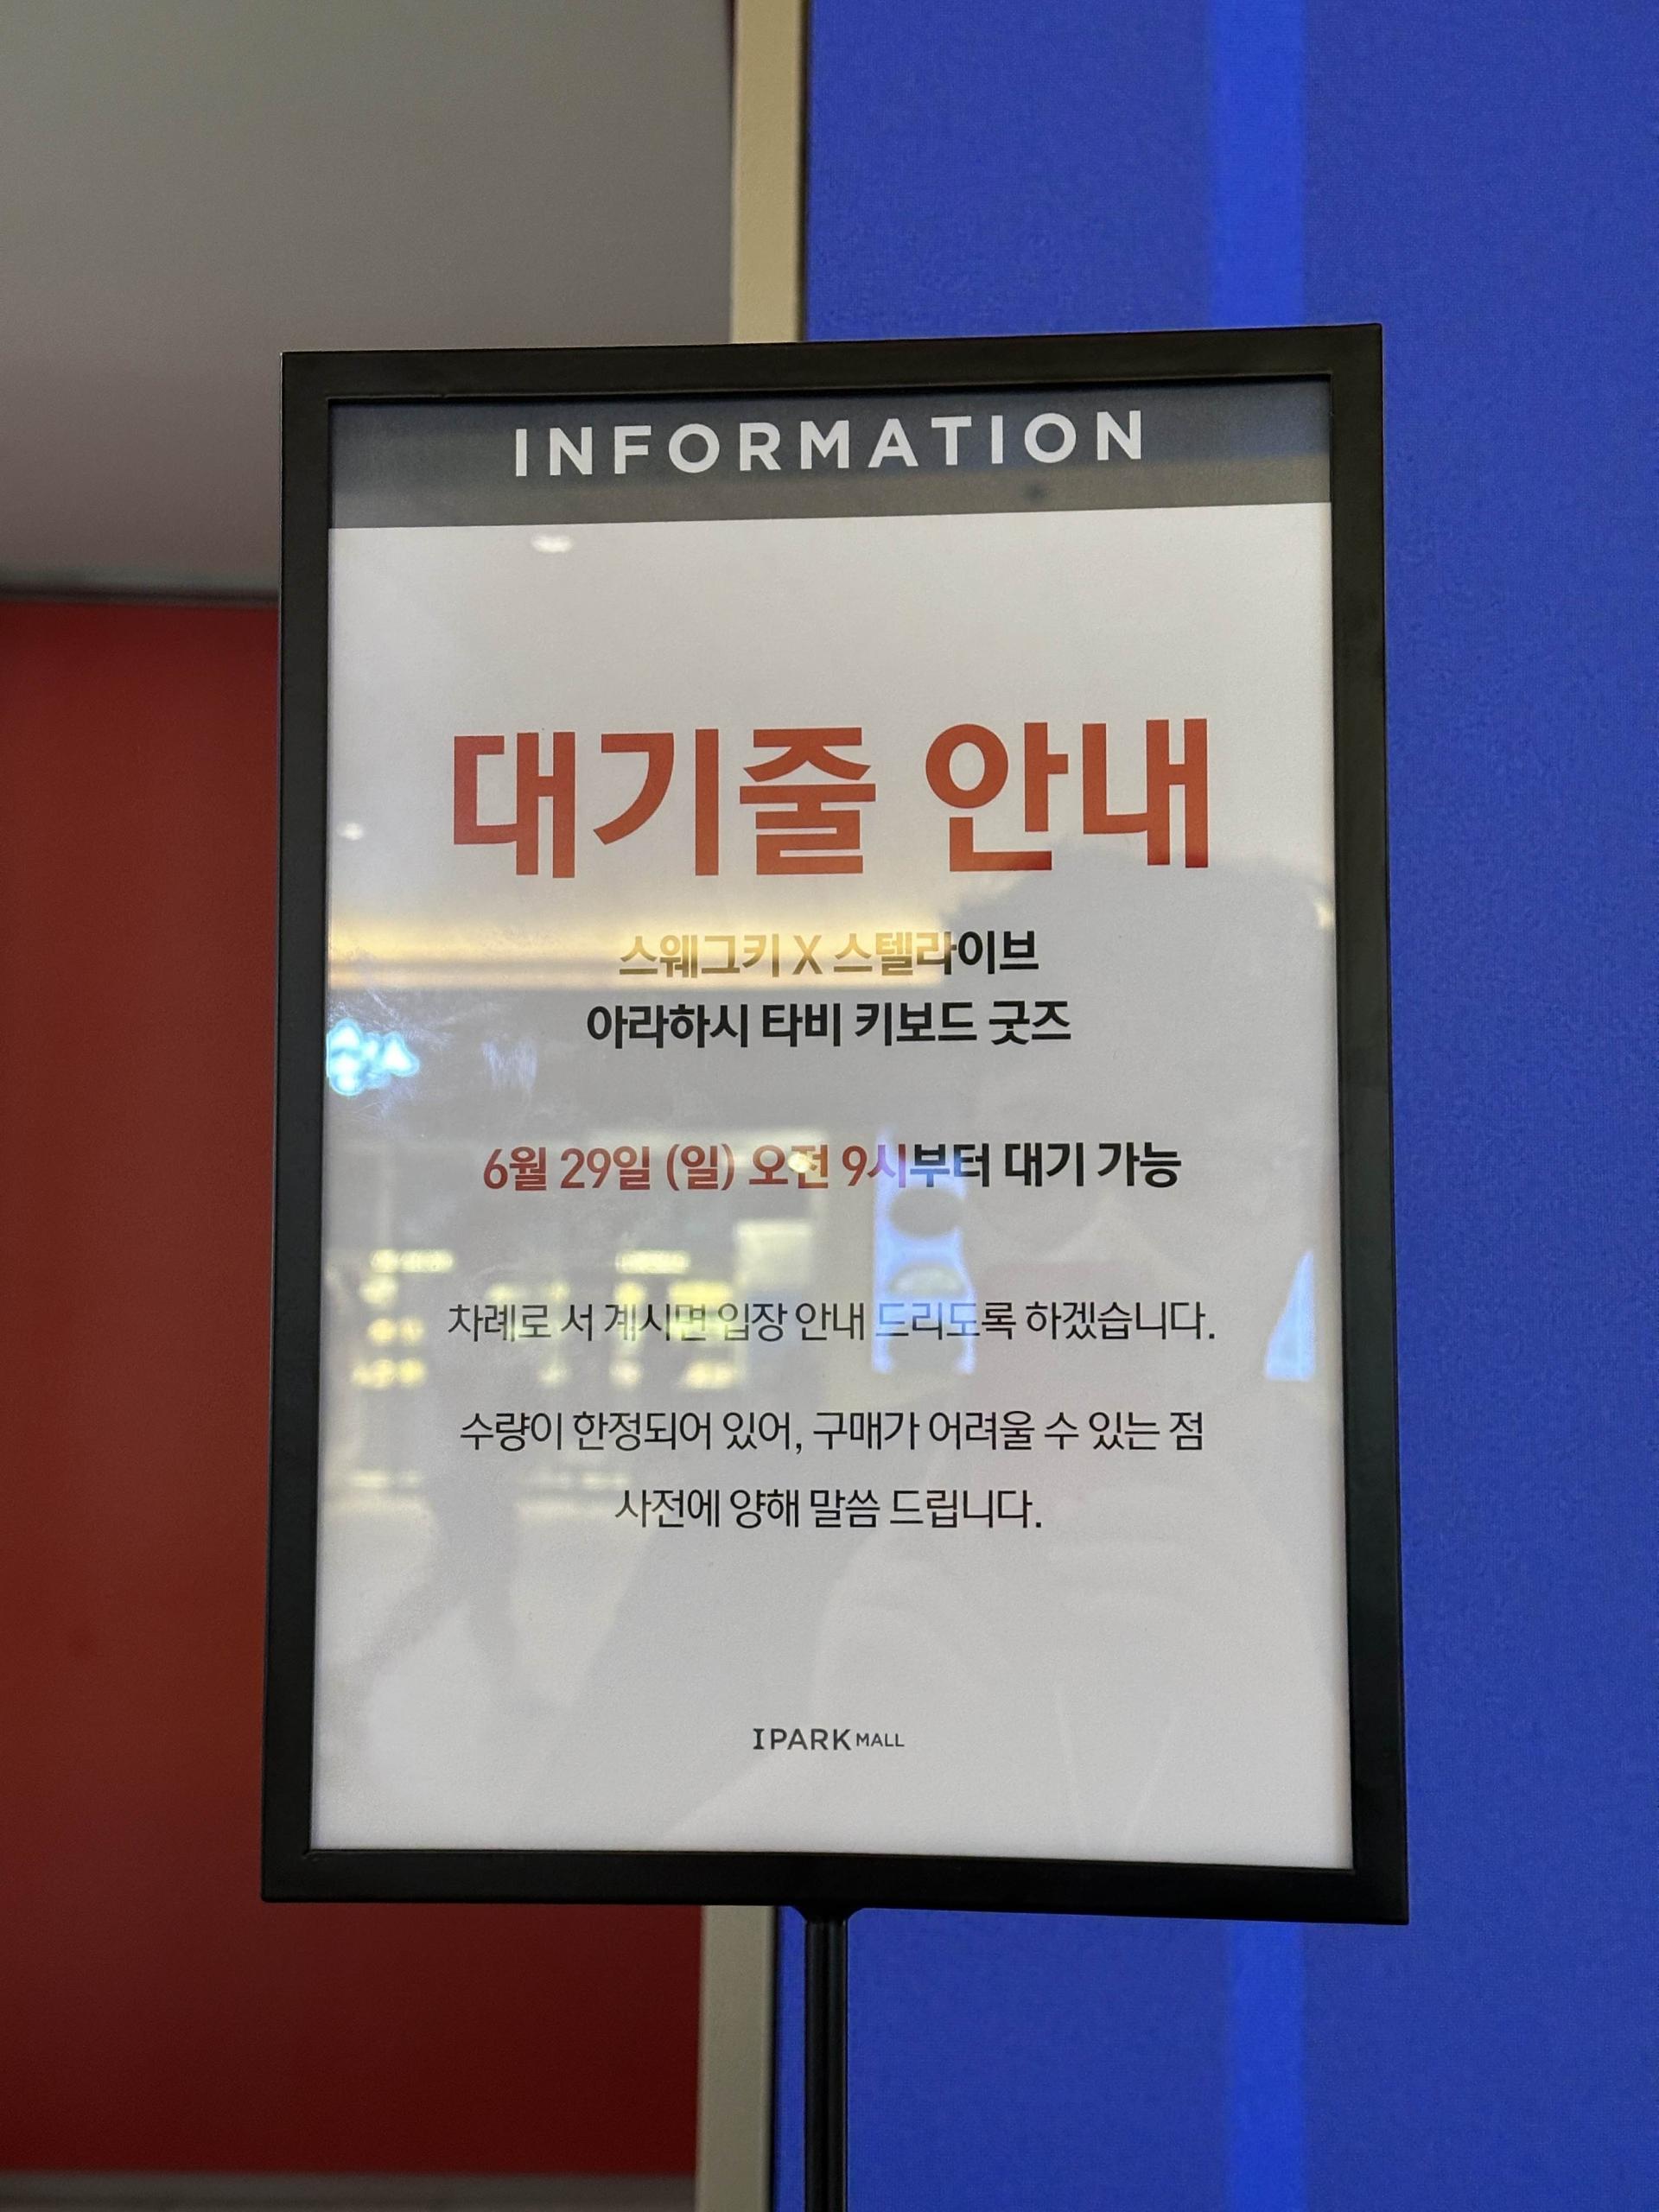 INFORMATION
대기줄 안내
스웨그키 X 스텔라이브
아라하시 타비 키보드 굿즈
6월 29일 (일) 오전 9시부터 대기 가능
차례로 서 계시면 입장 안내 드리도록 하겠습니다.
수량이 한정되어 있어, 구매가 어려울 수 있는 점
사전에 양해 말씀 드립니다.
IPARK MALL